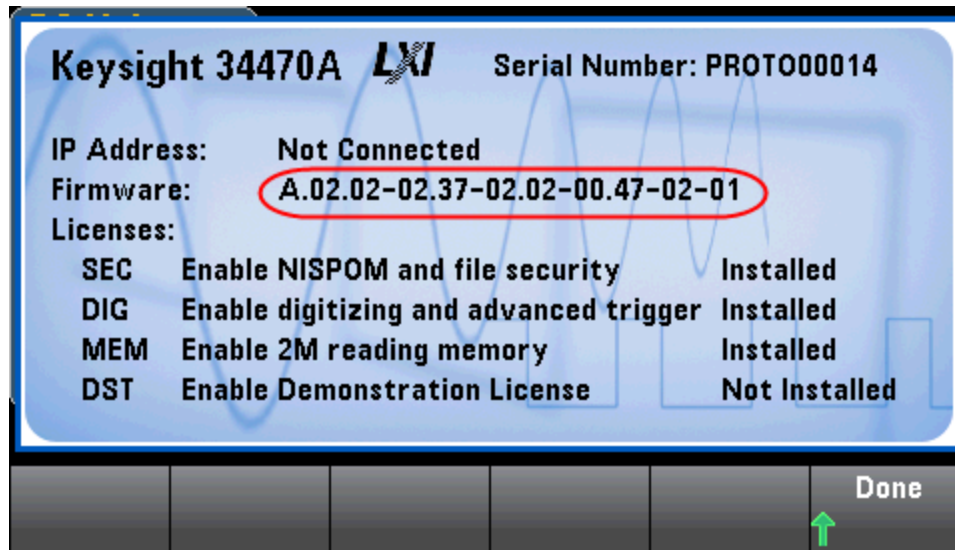 Keysight 34470A LXI Serial Number: PROTO00014
IP Address: Not Connected
Firmware: A.02.02-02.37-02.02-00.47-02-01
Licenses:
SEC Enable NISPOM and file security Installed
DIG Enable digitizing and advanced trigger Installed
MEM Enable 2M reading memory Installed
DST Enable Demonstration License Not Installed
Done